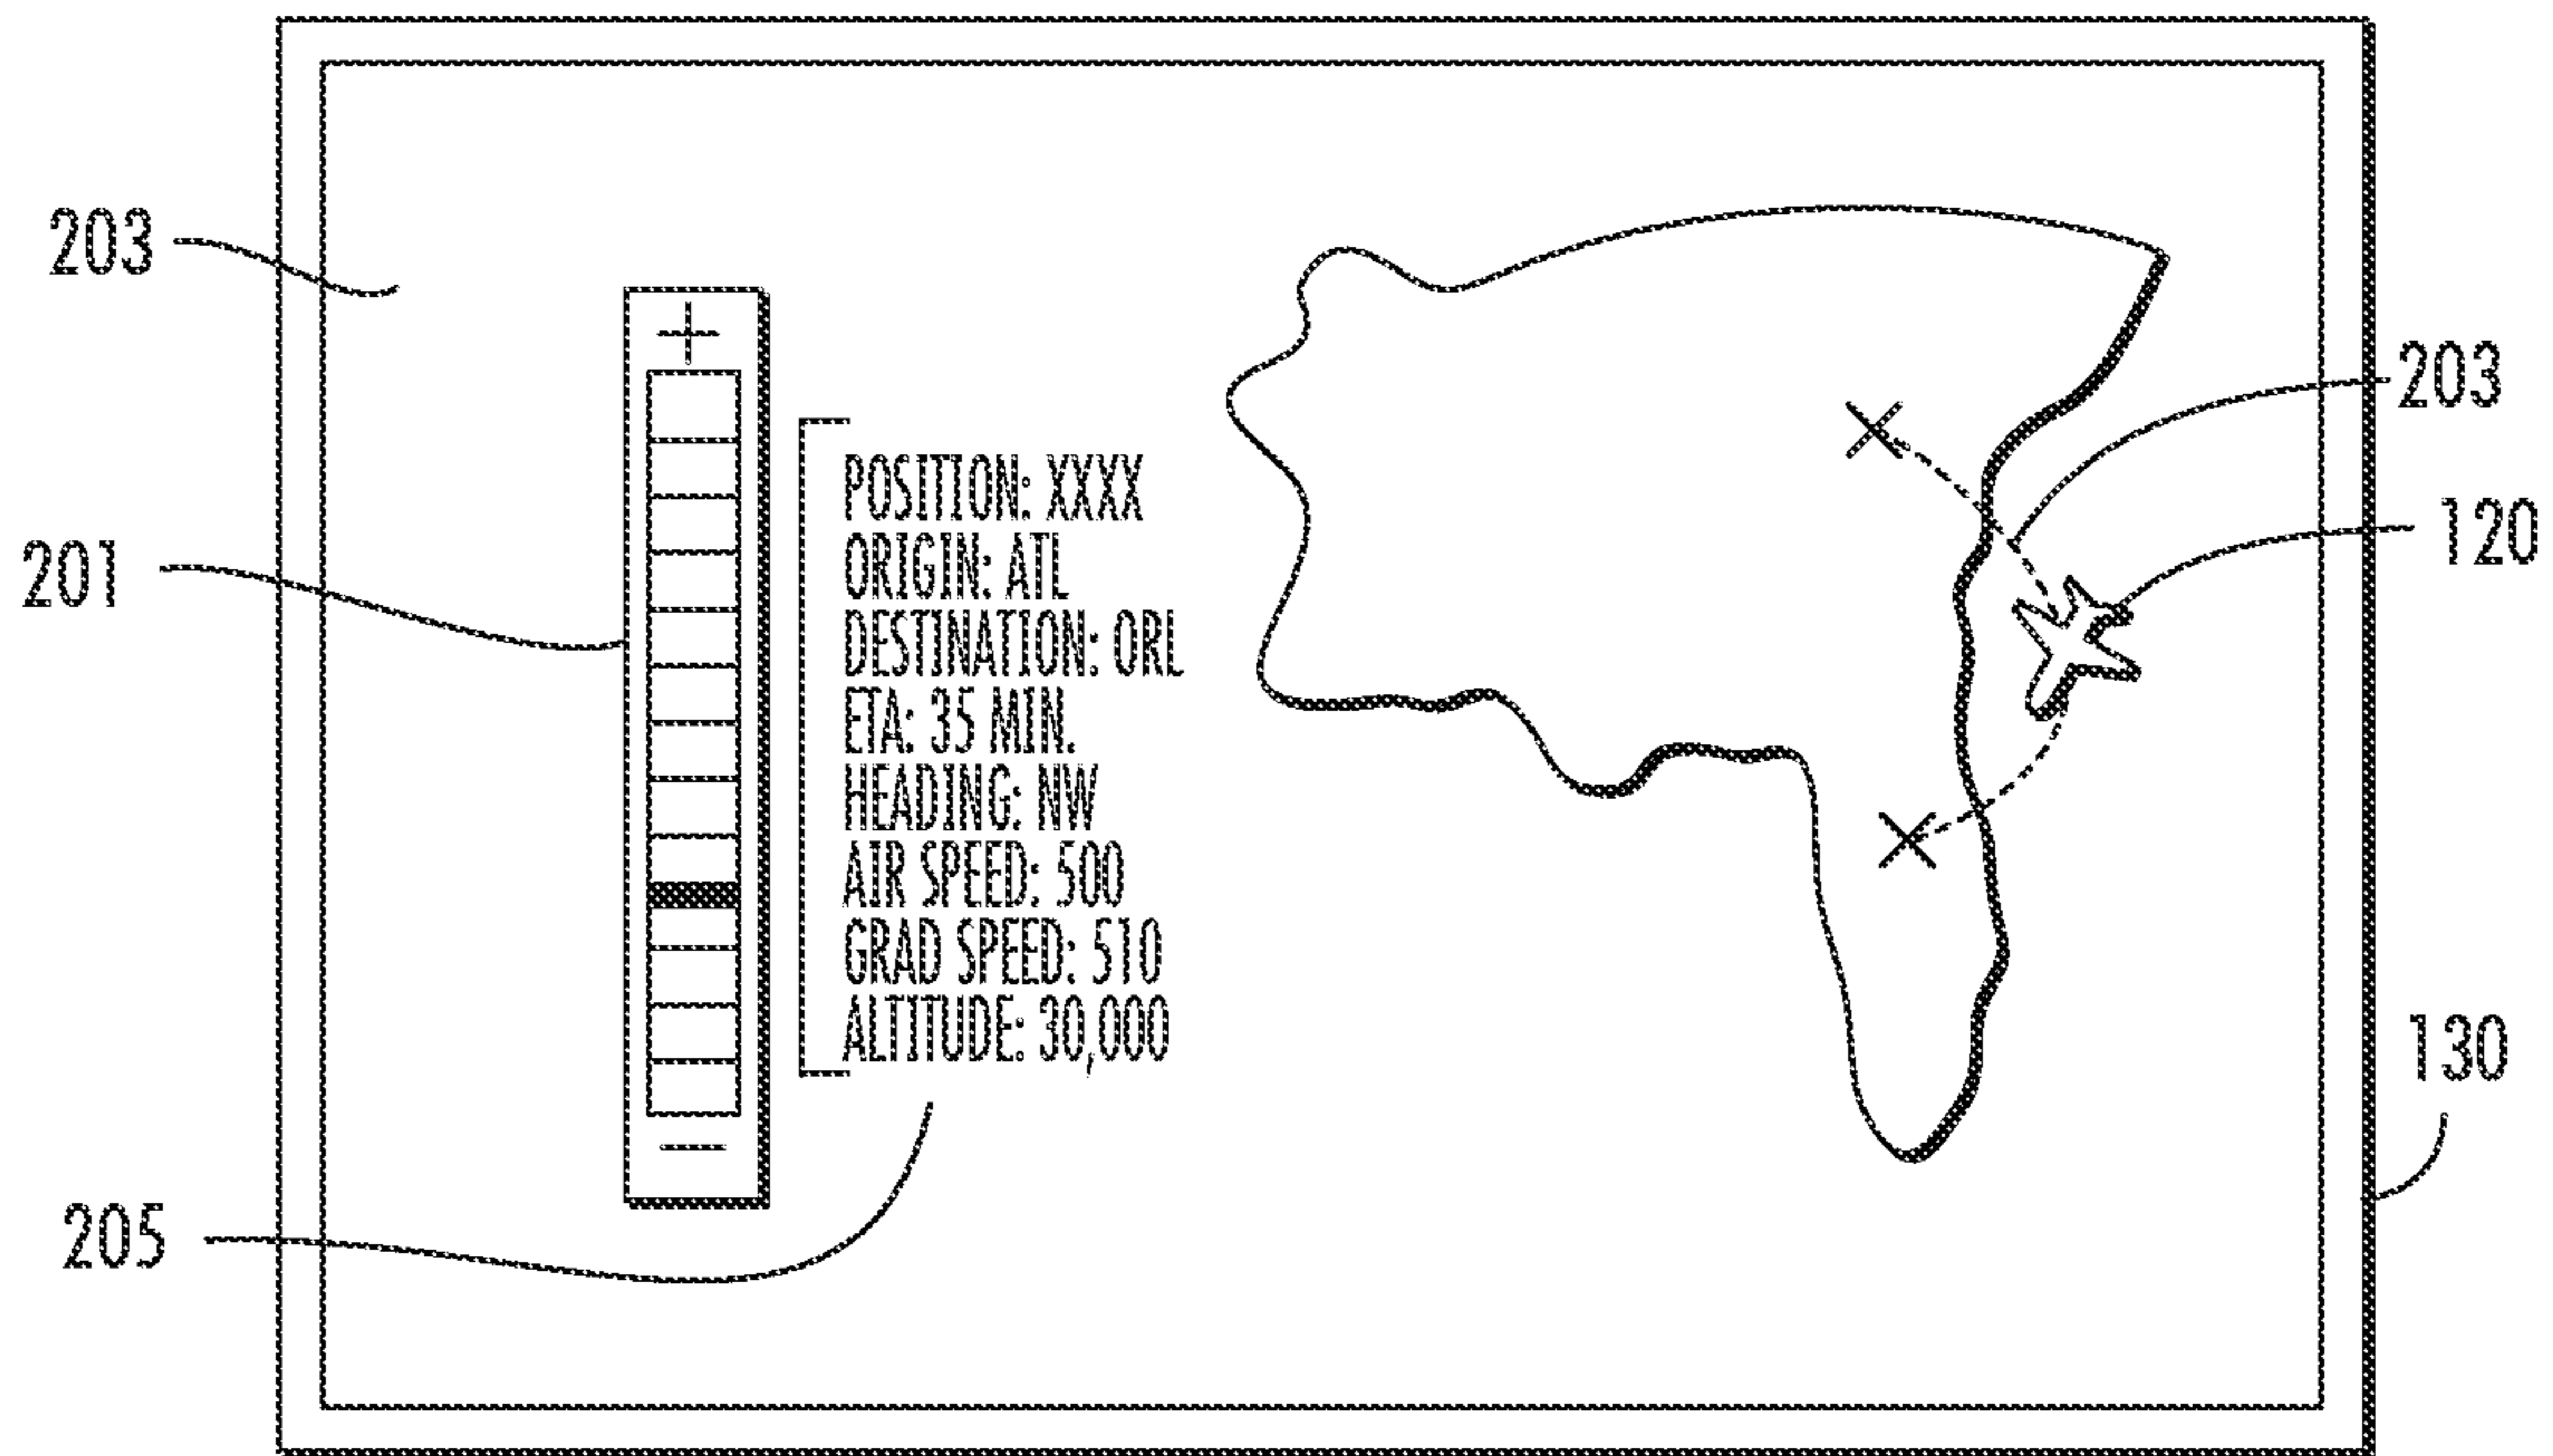 203
201
205
+
−
POSITION: XXXX
ORIGIN: ATL
DESTINATION: ORL
ETA: 35 MIN.
HEADING: NW
AIR SPEED: 500
GRAD SPEED: 510
ALTITUDE: 30,000
203
120
130